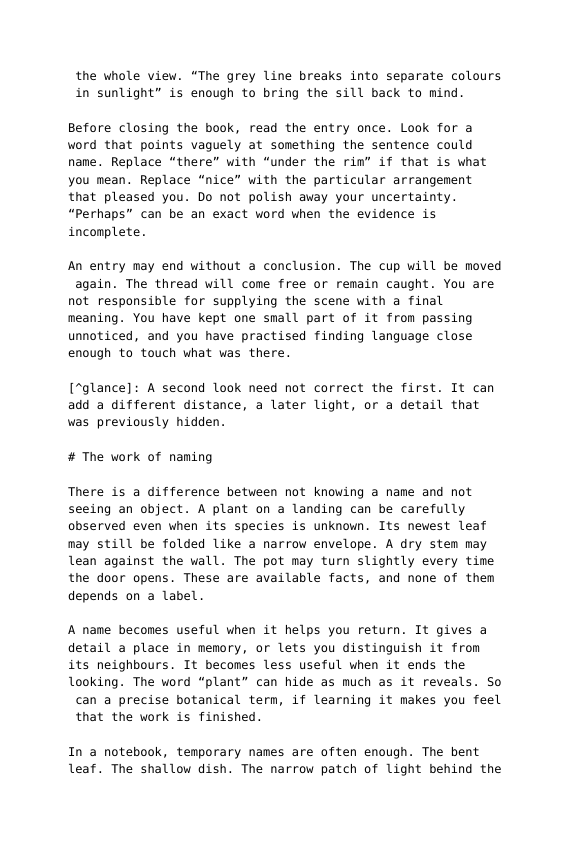 the whole view. “The grey line breaks into separate colours
in sunlight” is enough to bring the sill back to mind.

Before closing the book, read the entry once. Look for a
word that points vaguely at something the sentence could
name. Replace “there” with “under the rim” if that is what
you mean. Replace “nice” with the particular arrangement
that pleased you. Do not polish away your uncertainty.
“Perhaps” can be an exact word when the evidence is
incomplete.

An entry may end without a conclusion. The cup will be moved
again. The thread will come free or remain caught. You are
not responsible for supplying the scene with a final
meaning. You have kept one small part of it from passing
unnoticed, and you have practised finding language close
enough to touch what was there.

[^glance]: A second look need not correct the first. It can
add a different distance, a later light, or a detail that
was previously hidden.

# The work of naming

There is a difference between not knowing a name and not
seeing an object. A plant on a landing can be carefully
observed even when its species is unknown. Its newest leaf
may still be folded like a narrow envelope. A dry stem may
lean against the wall. The pot may turn slightly every time
the door opens. These are available facts, and none of them
depends on a label.

A name becomes useful when it helps you return. It gives a
detail a place in memory, or lets you distinguish it from
its neighbours. It becomes less useful when it ends the
looking. The word “plant” can hide as much as it reveals. So
can a precise botanical term, if learning it makes you feel
that the work is finished.

In a notebook, temporary names are often enough. The bent
leaf. The shallow dish. The narrow patch of light behind the